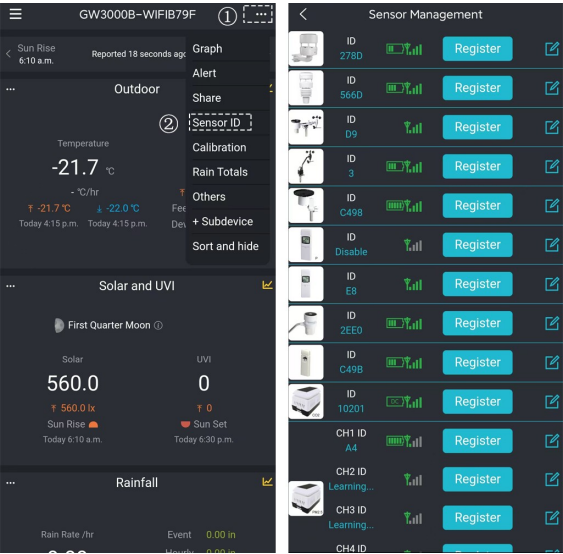 GW3000B-WIFIB79F
①
Sun Rise
6:10 a.m.
Reported 18 seconds ago
Graph
Alert
Share
② Sensor ID
Calibration
Rain Totals
Others
+ Subdevice
Sort and hide
Outdoor
Temperature
-21.7 ℃
- ℃/hr
-21.7 ℃
-22.0 ℃
Today 4:15 p.m.
Today 4:15 p.m.
Solar and UVI
First Quarter Moon
Solar
UVI
560.0
0
560.0 lx
0
Sun Rise
Sun Set
Today 6:10 a.m.
Today 6:30 p.m.
Rainfall
Rain Rate /hr
Event 0.00 in
Hourly 0.00 in
Sensor Management
ID
278D
Register
ID
566D
Register
ID
D9
Register
ID
3
Register
ID
C498
Register
ID
Disable
Register
ID
E8
Register
ID
2EE0
Register
ID
C49B
Register
ID
10201
DC
Register
CH1 ID
A4
Register
CH2 ID
Learning...
Register
CH3 ID
Learning...
Register
CH4 ID